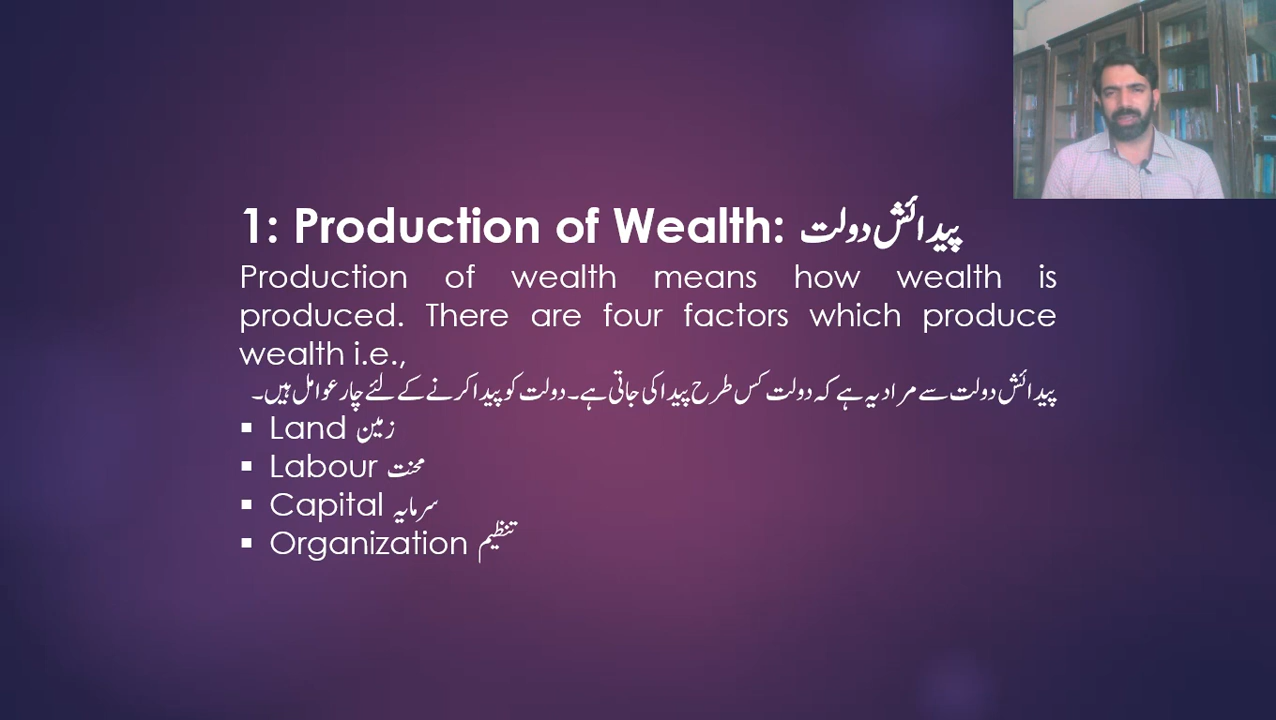 1: Production of Wealth: پیدائش دولت
Production of wealth means how wealth is
produced. There are four factors which produce
wealth i.e.,
پیدائش دولت سے مراد یہ ہے کہ دولت کس طرح پیدا کی جاتی ہے۔ دولت کو پیدا کرنے کے لئے چار عوامل ہیں۔
▪ Land زمین
▪ Labour محنت
▪ Capital سرمایہ
▪ Organization تنظیم